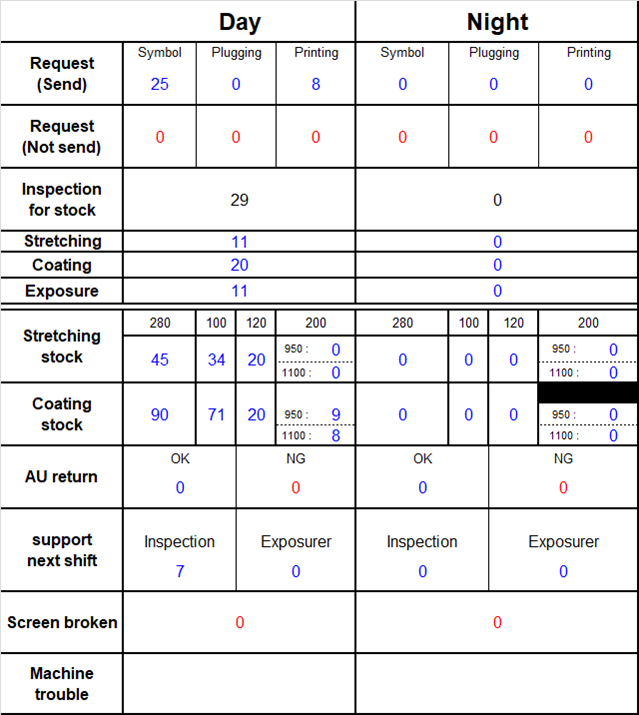 Day Night
Request
(Send)
Symbol Plugging Printing Symbol Plugging Printing
25 0 8 0 0 0
Request
(Not send)
0 0 0 0 0 0
Inspection
for stock
29 0
Stretching 11 0
Coating 20 0
Exposure 11 0
Stretching
stock
280 100 120 200 280 100 120 200
45 34 20 950 : 0 0 0 0 950 : 0
1100 : 0 1100 : 0
Coating
stock
90 71 20 950 : 9 0 0 0 950 : 0
1100 : 8 1100 : 0
AU return
OK NG OK NG
0 0 0 0
support
next shift
Inspection Exposurer Inspection Exposurer
7 0 0 0
Screen broken 0 0
Machine
trouble